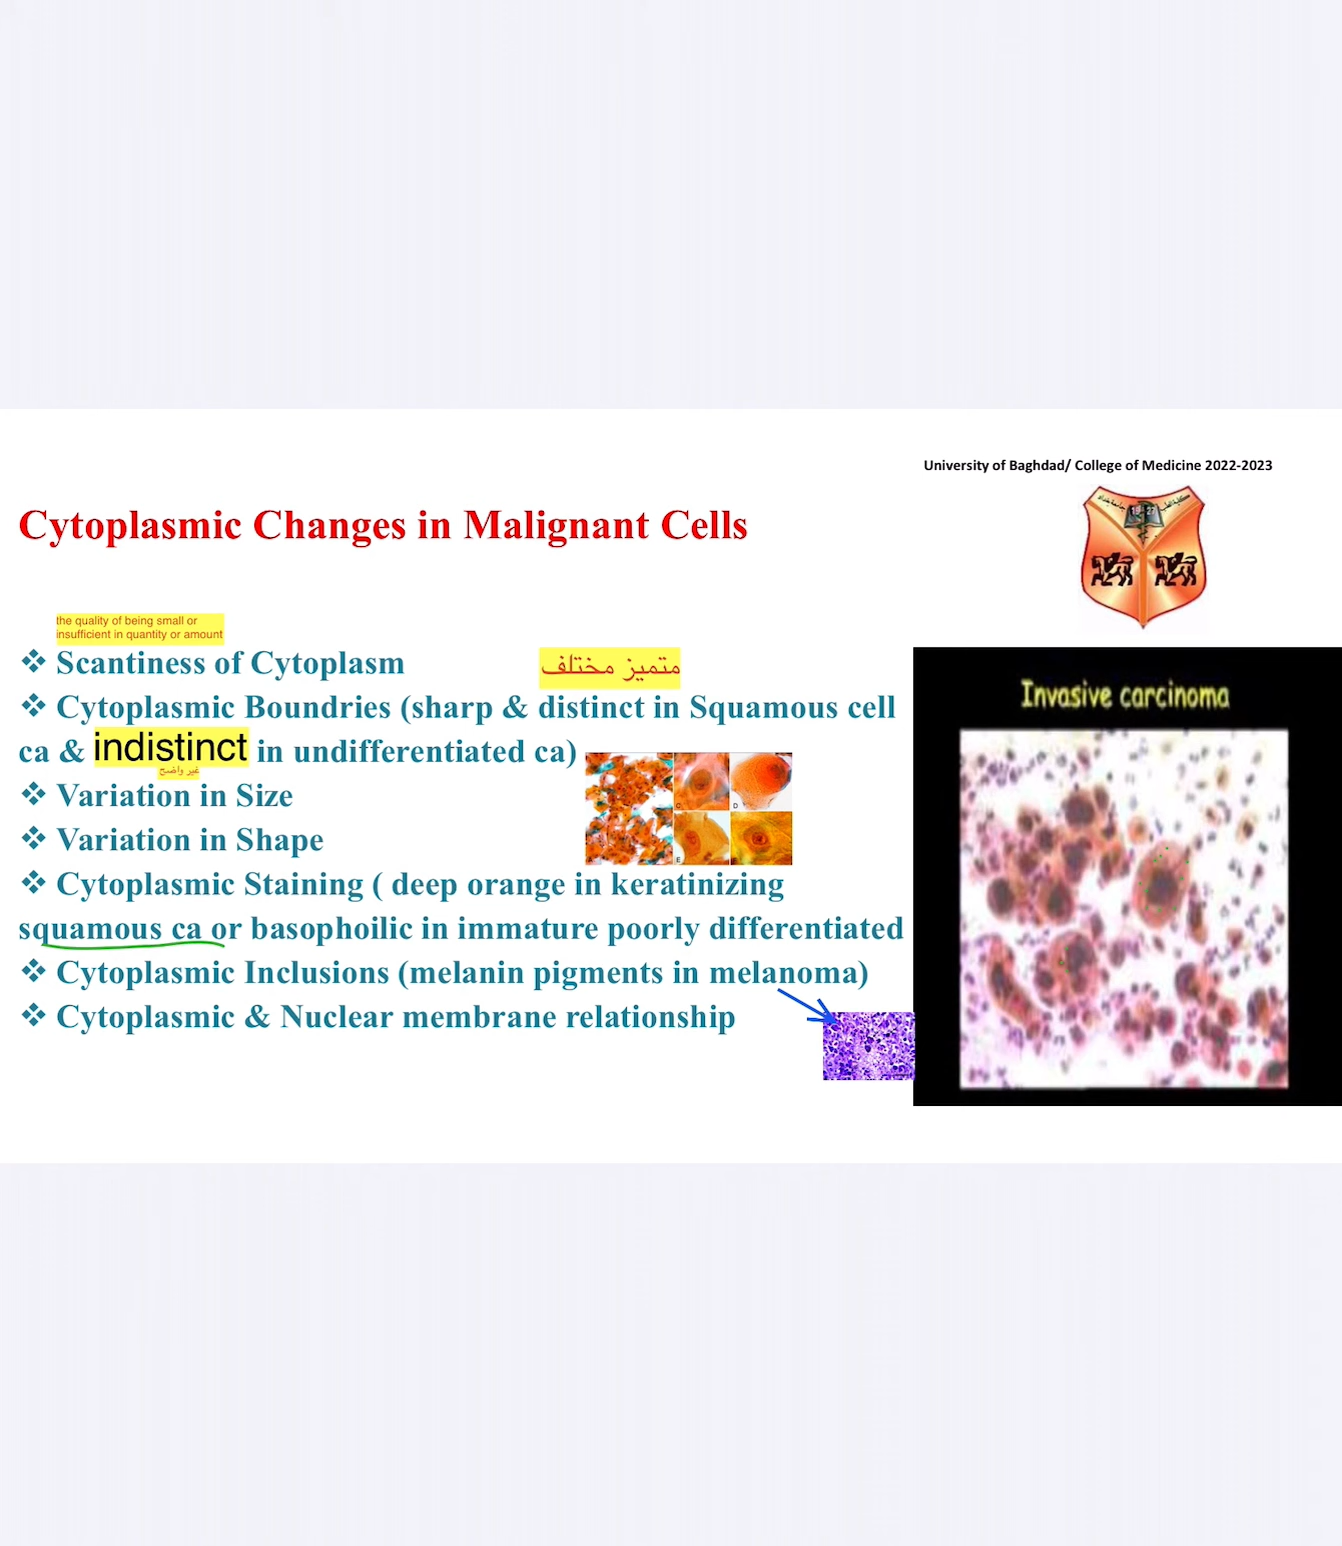 University of Baghdad/ College of Medicine 2022-2023
Cytoplasmic Changes in Malignant Cells
the quality of being small or
insufficient in quantity or amount
❖ Scantiness of Cytoplasm
متميز مختلف
❖ Cytoplasmic Boundries (sharp & distinct in Squamous cell
ca & indistinct in undifferentiated ca)
غير واضح
❖ Variation in Size
❖ Variation in Shape
❖ Cytoplasmic Staining ( deep orange in keratinizing
squamous ca or basophoilic in immature poorly differentiated
❖ Cytoplasmic Inclusions (melanin pigments in melanoma)
❖ Cytoplasmic & Nuclear membrane relationship
C
D
E
Invasive carcinoma